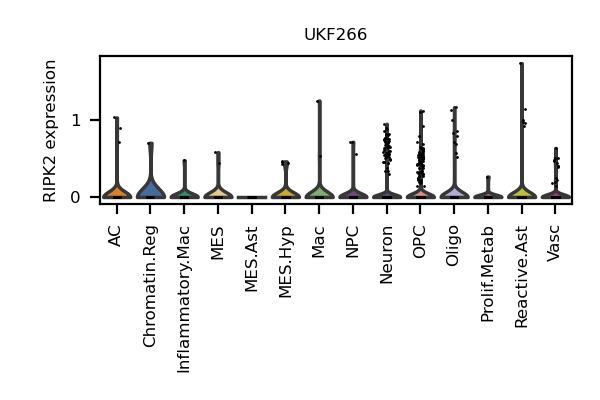 UKF266
RIPK2 expression
1
0
AC
Chromatin.Reg
Inflammatory.Mac
MES
MES.Ast
MES.Hyp
Mac
NPC
Neuron
OPC
Oligo
Prolif.Metab
Reactive.Ast
Vasc